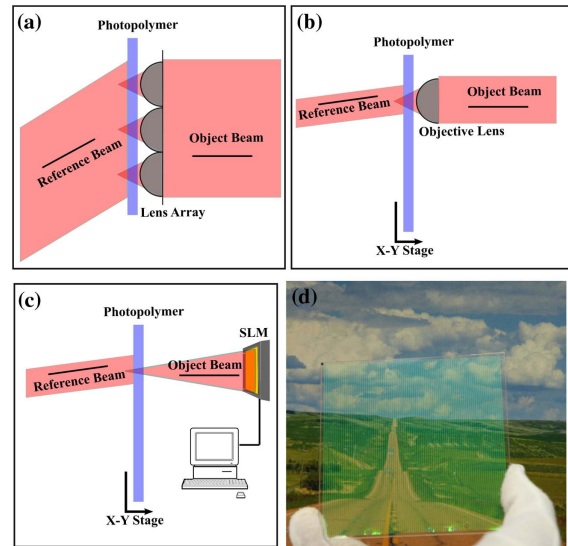 (a)
Photopolymer
Reference Beam
Object Beam
Lens Array
(b)
Photopolymer
Reference Beam
Object Beam
Objective Lens
X-Y Stage
(c)
Photopolymer
SLM
Reference Beam
Object Beam
X-Y Stage
(d)